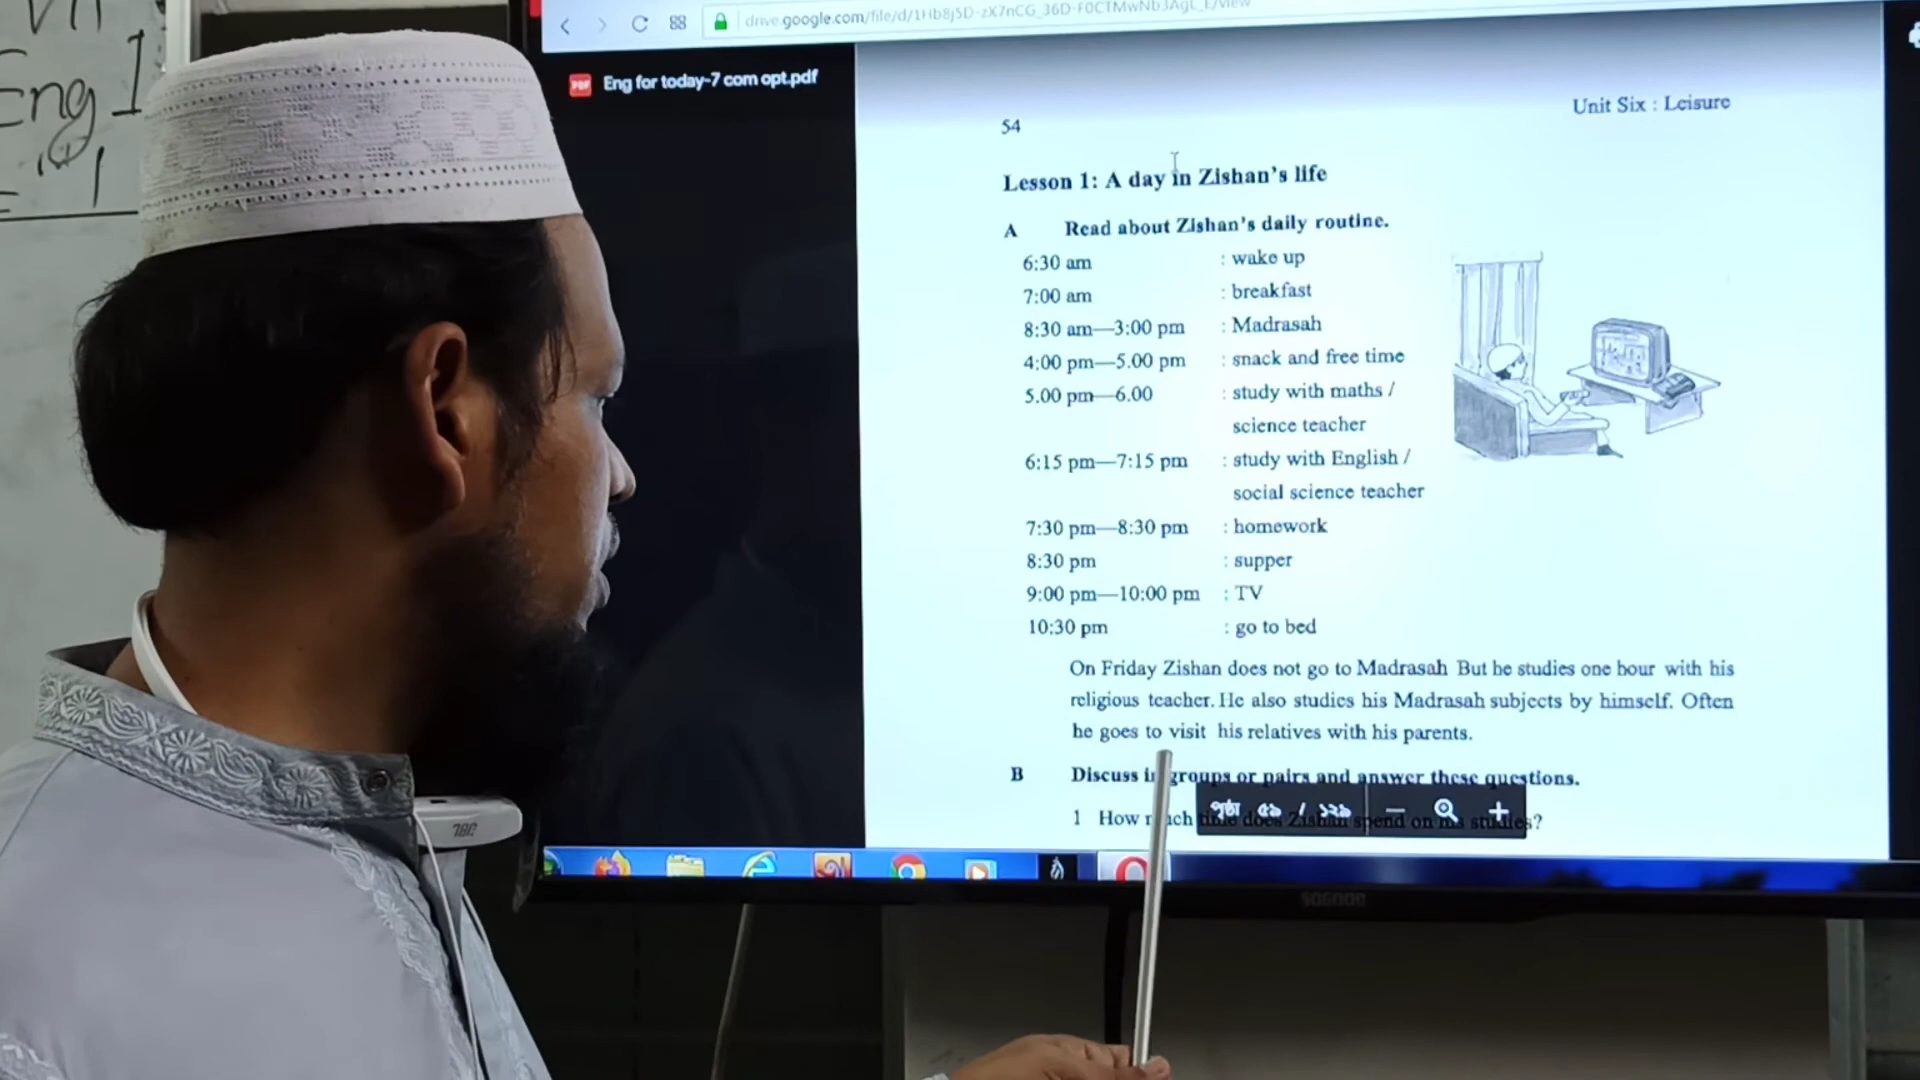 Eng I
drive.google.com/file/d/1Hb8j5D-zX7nCG_36D-F0CTMwNb3AgL_E/view
Eng for today-7 com opt.pdf
54
Unit Six : Leisure
Lesson 1: A day in Zishan's life
A Read about Zishan's daily routine.
6:30 am : wake up
7:00 am : breakfast
8:30 am—3:00 pm : Madrasah
4:00 pm—5.00 pm : snack and free time
5.00 pm—6.00 : study with maths /
science teacher
6:15 pm—7:15 pm : study with English /
social science teacher
7:30 pm—8:30 pm : homework
8:30 pm : supper
9:00 pm—10:00 pm : TV
10:30 pm : go to bed
On Friday Zishan does not go to Madrasah But he studies one hour with his
religious teacher. He also studies his Madrasah subjects by himself. Often
he goes to visit his relatives with his parents.
B Discuss in groups or pairs and answer these questions.
1 How much time does Zishan spend on his studies?
JBL